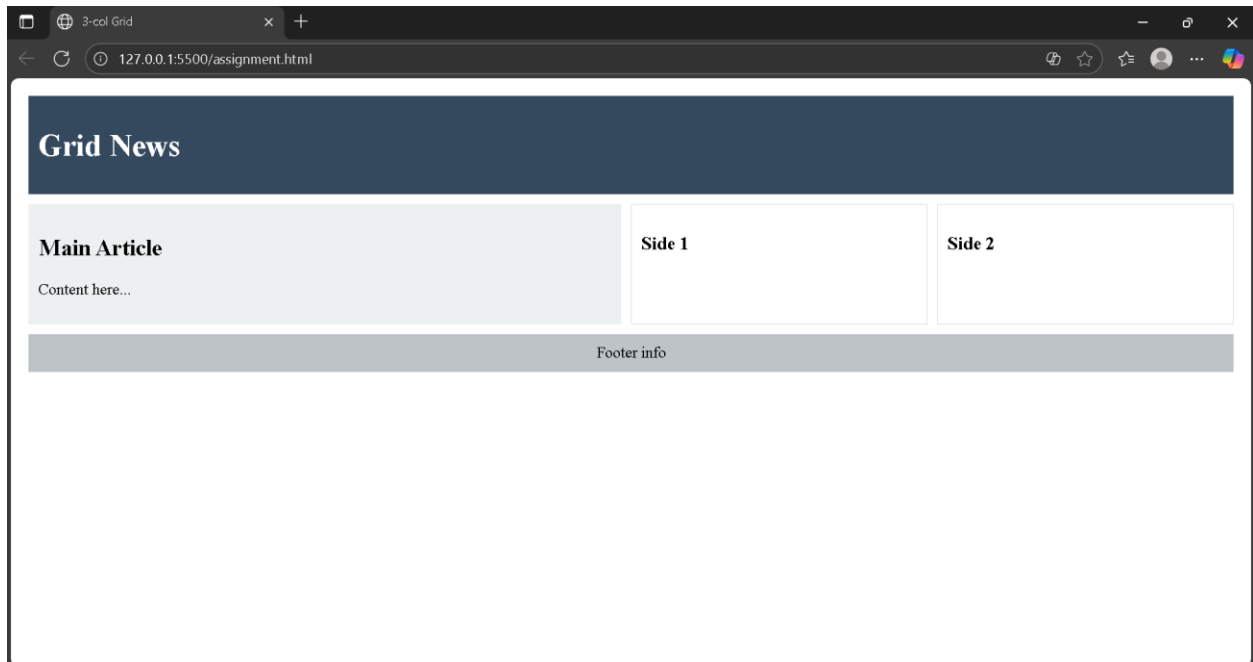 3-col Grid
127.0.0.1:5500/assignment.html
Grid News
Main Article
Side 1
Side 2
Content here...
Footer info